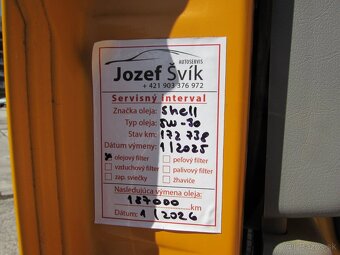 AUTOSERVIS
Jozef Švík
+ 421 903 376 972
Servisný interval
Značka oleja: Shell
Typ oleja: 5W-30
Stav km: 172 738
Dátum výmeny: 1/2025
olejový filter peľový filter
vzduchový filter palivový filter
zap. sviečky žhaviče
Nasledujúca výmena oleja:
187000 km
Dátum: 1/2026